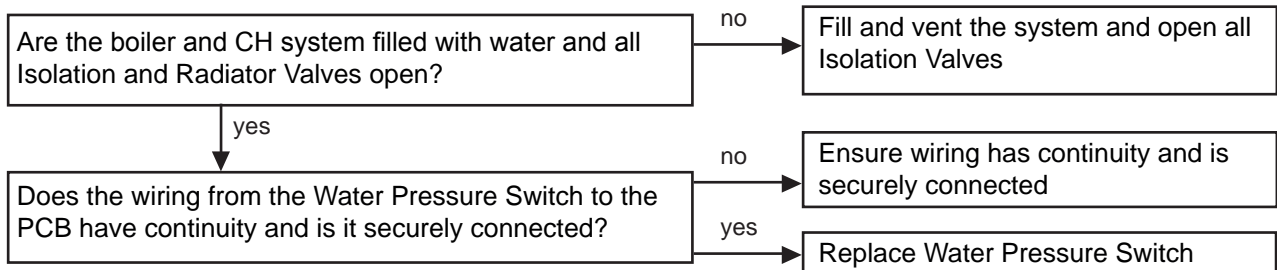 Are the boiler and CH system filled with water and all
Isolation and Radiator Valves open?
no
Fill and vent the system and open all
Isolation Valves
yes
Does the wiring from the Water Pressure Switch to the
PCB have continuity and is it securely connected?
no
Ensure wiring has continuity and is
securely connected
yes
Replace Water Pressure Switch